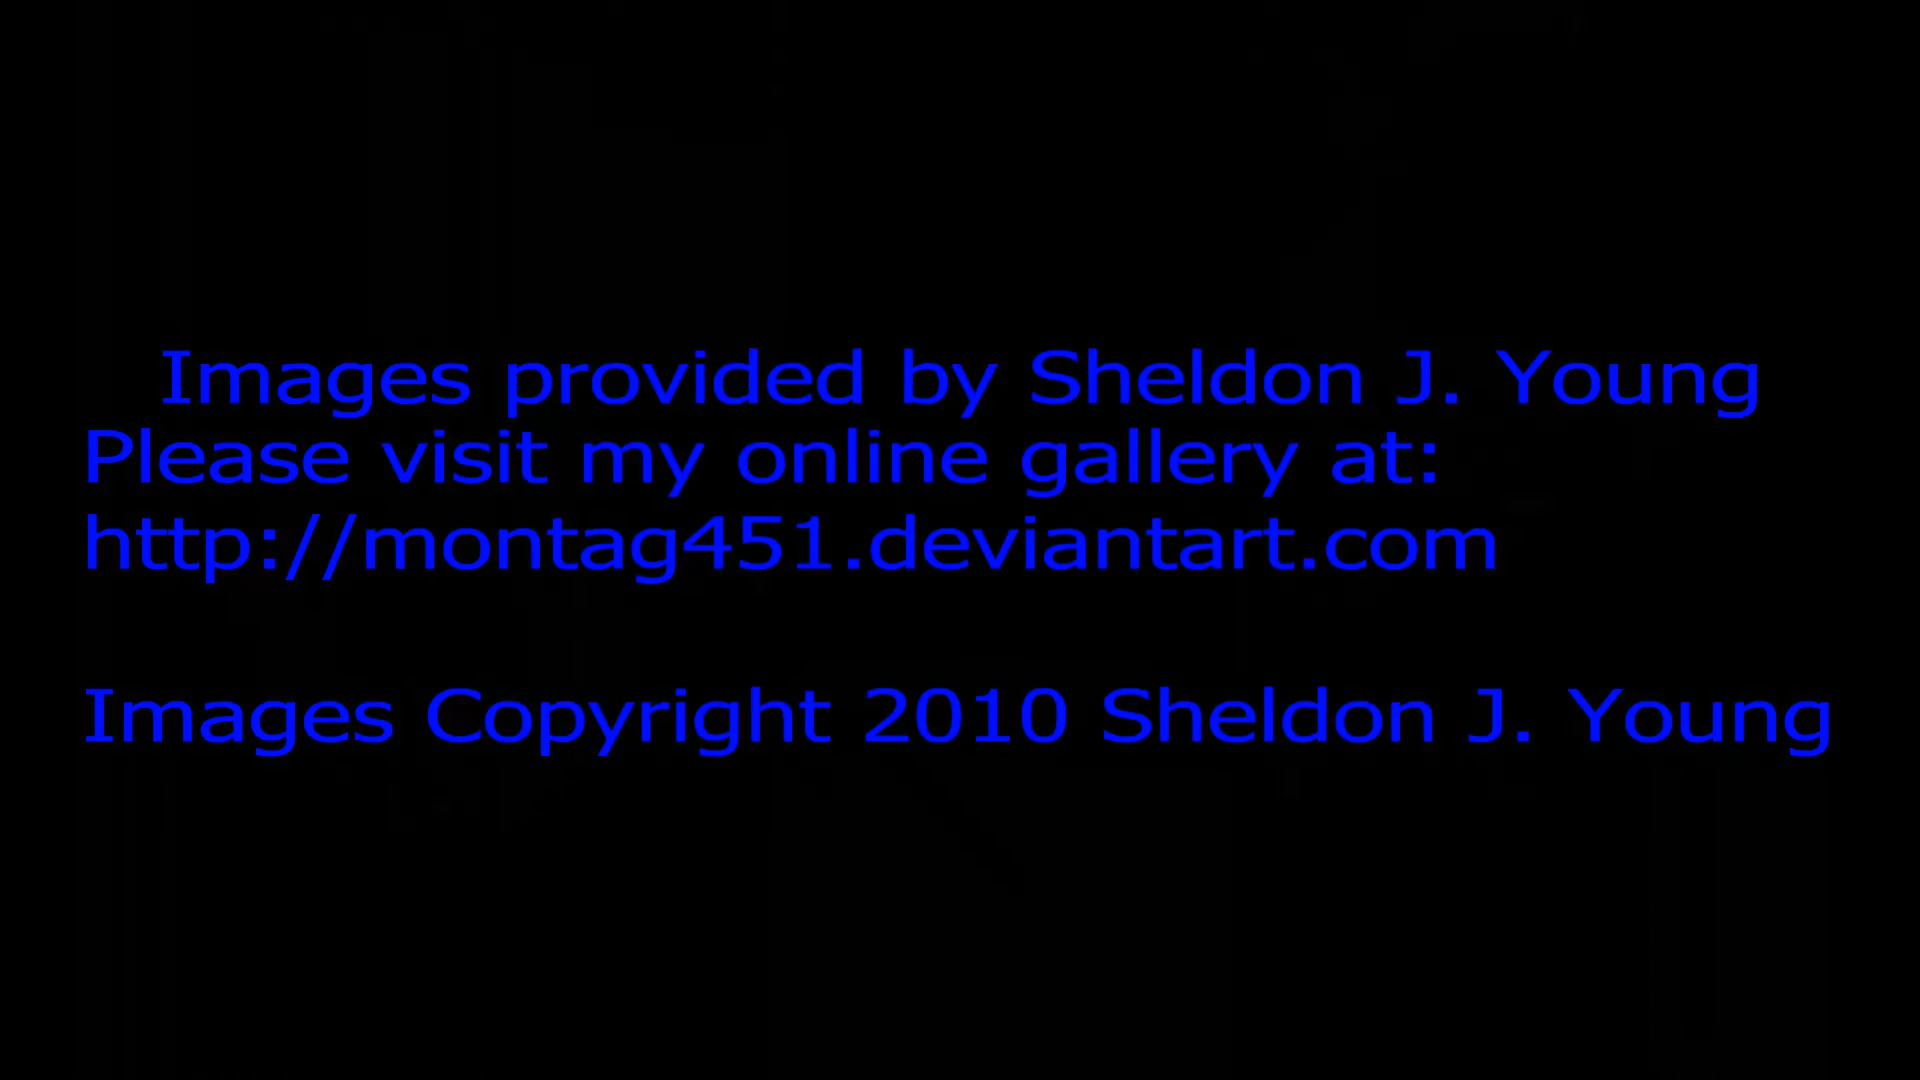 Images provided by Sheldon J. Young
Please visit my online gallery at:
http://montag451.deviantart.com
Images Copyright 2010 Sheldon J. Young